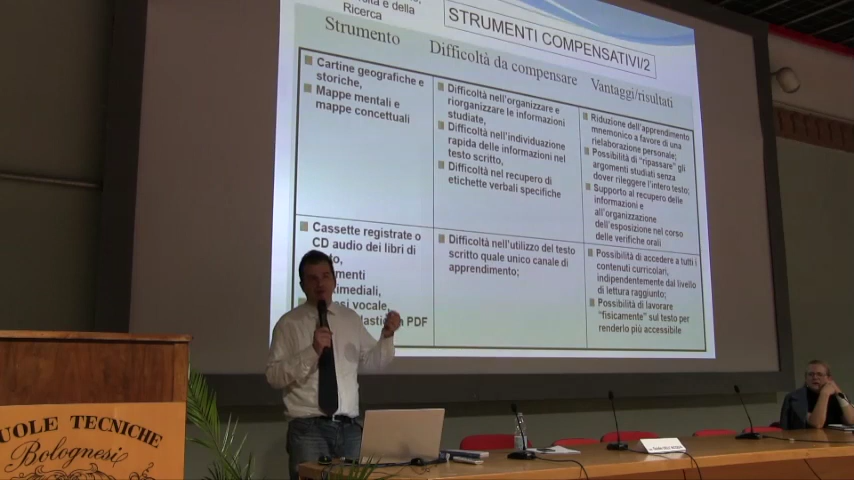 e della
Ricerca
STRUMENTI COMPENSATIVI/2
Strumento
Difficoltà da compensare
Vantaggi/risultati
Cartine geografiche e
storiche,
Mappe mentali e
mappe concettuali
Difficoltà nell'organizzare e
riorganizzare le informazioni
studiate,
Difficoltà nell'individuazione
rapida delle informazioni nel
testo scritto,
Difficoltà nel recupero di
etichette verbali specifiche
Riduzione dell'apprendimento
mnemonico a favore di una
rielaborazione personale;
Possibilità di "ripassare" gli
argomenti studiati senza
dover rileggere l'intero testo;
Supporto al recupero delle
informazioni e
all'organizzazione
dell'esposizione nel corso
delle verifiche orali
Cassette registrate o
CD audio dei libri di
vocale,
in PDF
Difficoltà nell'utilizzo del testo
scritto quale unico canale di
apprendimento;
Possibilità di accedere a tutti i
contenuti curricolari,
indipendentemente dal livello
di lettura raggiunto;
Possibilità di lavorare
"fisicamente" sul testo per
renderlo più accessibile
UOLE TECNICHE
Bolognesi